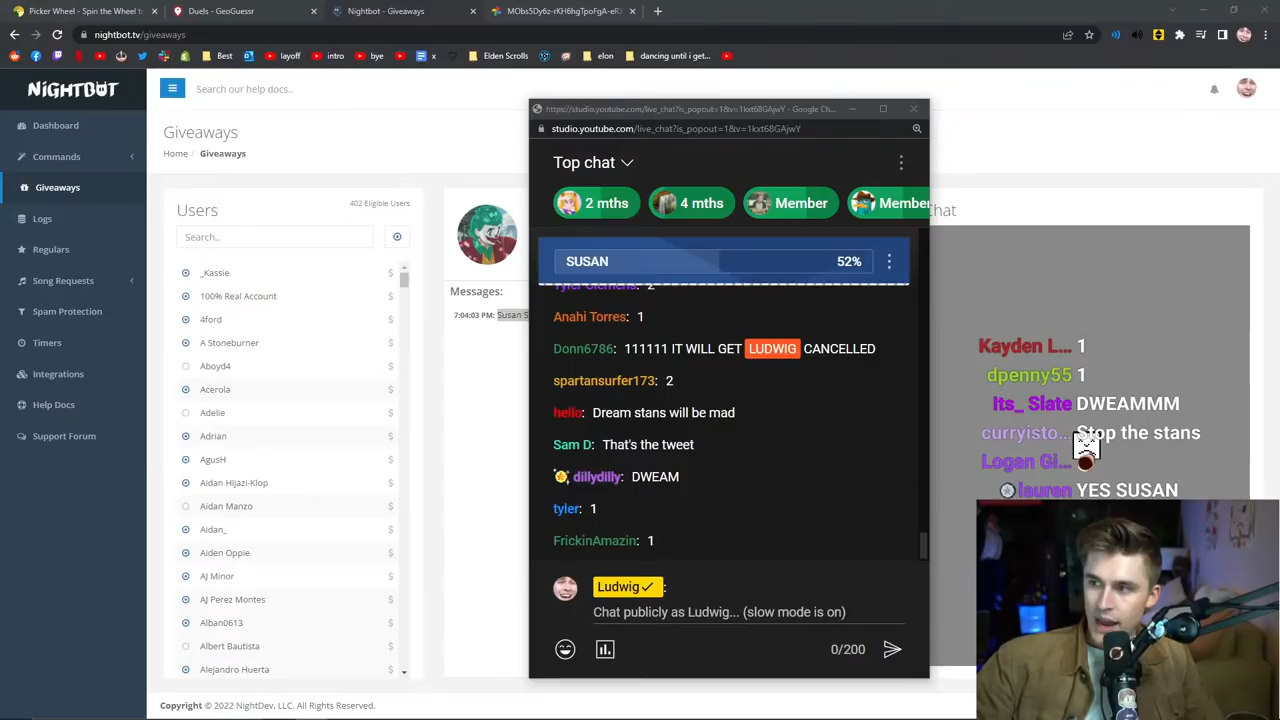 Picker Wheel - Spin the Wheel to
Duels - GeoGuessr
Nightbot - Giveaways
nightbot.tv/giveaways
Best
layoff
intro
bye
x
Elden Scrolls
elon
dancing until i get...
NIGHTBOT
Search our help docs..
Giveaways
Home / Giveaways
Dashboard
Commands
Giveaways
Logs
Regulars
Song Requests
Spam Protection
Timers
Integrations
Help Docs
Support Forum
Users
402 Eligible Users
Search..
_Kassie $
100% Real Account $
4ford $
A Stoneburner $
Aboyd4 $
Acerola $
Adelie $
Adrian $
AgusH $
Aidan Hijazi-Klop $
Aidan Manzo $
Aidan_ $
Aiden Oppie $
AJ Minor $
AJ Perez Montes $
Alban0613 $
Albert Bautista $
Alejandro Huerta $
Messages:
7:04:03 PM: Susan S
studio.youtube.com/live_chat?is_popout=1&v=1kxt68GAjwY
Top chat
2 mths
4 mths
Member
Member
SUSAN 52%
Tyler Clemens: 2
Anahi Torres: 1
Donn6786: 111111 IT WILL GET LUDWIG CANCELLED
spartansurfer173: 2
hello: Dream stans will be mad
Sam D: That's the tweet
dillydilly: DWEAM
tyler: 1
FrickinAmazin: 1
Ludwig:
Chat publicly as Ludwig... (slow mode is on)
0/200
Kayden L... 1
dpenny55 1
Its_ Slate DWEAMMM
curryisto... Stop the stans
Logan Gi...
lauren YES SUSAN
Copyright © 2022 NightDev, LLC. All Rights Reserved.